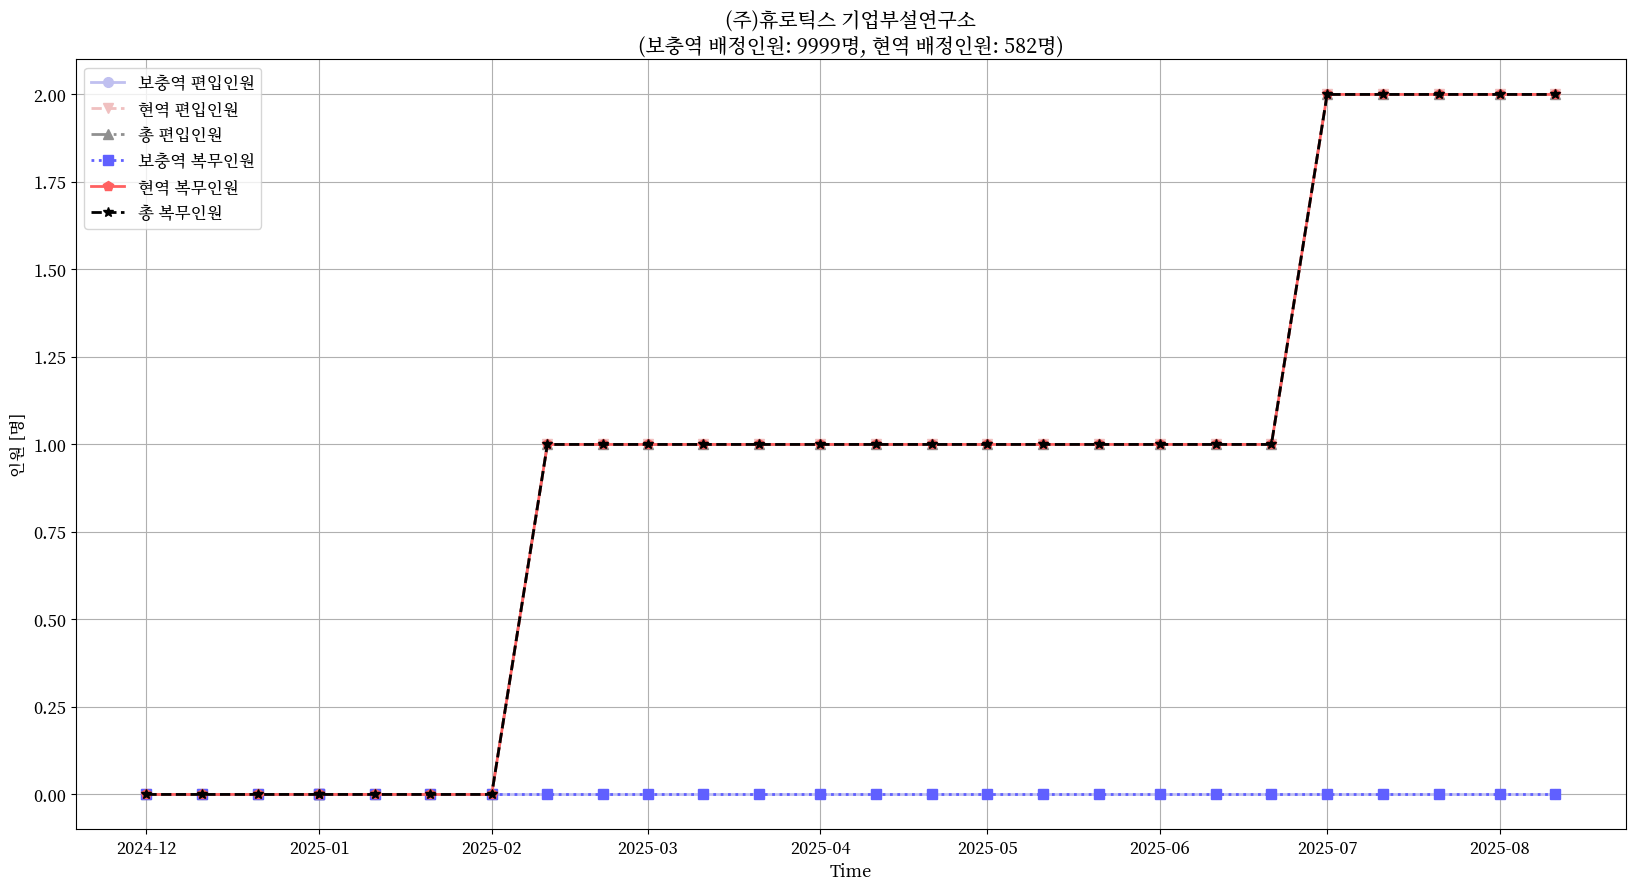 (주)휴로틱스 기업부설연구소
(보충역 배정인원: 9999명, 현역 배정인원: 582명)
보충역 편입인원
현역 편입인원
총 편입인원
보충역 복무인원
현역 복무인원
총 복무인원
2.00
1.75
1.50
1.25
1.00
0.75
0.50
0.25
0.00
인원 [명]
2024-12 2025-01 2025-02 2025-03 2025-04 2025-05 2025-06 2025-07 2025-08
Time